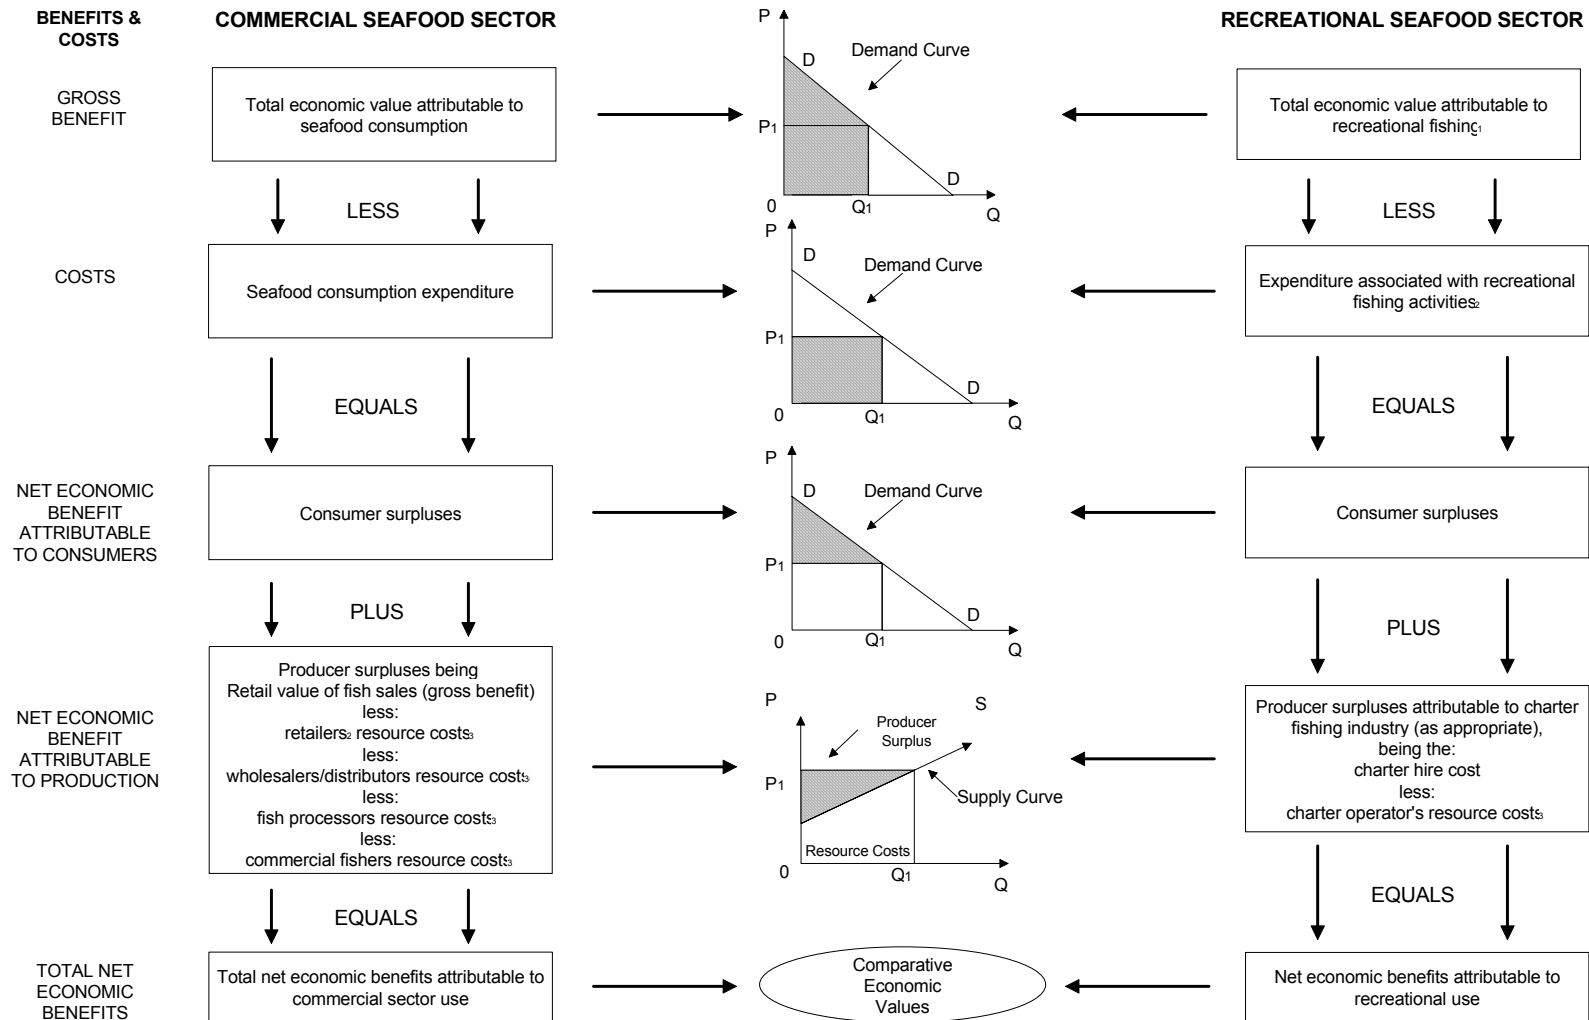 BENEFITS &
COSTS
COMMERCIAL SEAFOOD SECTOR
RECREATIONAL SEAFOOD SECTOR
GROSS
BENEFIT
Total economic value attributable to
seafood consumption
P
D
Demand Curve
P1
D
0
Q1
Q
Total economic value attributable to
recreational fishing1
LESS
LESS
COSTS
Seafood consumption expenditure
P
D
Demand Curve
P1
D
0
Q1
Q
Expenditure associated with recreational
fishing activities2
EQUALS
EQUALS
NET ECONOMIC
BENEFIT
ATTRIBUTABLE
TO CONSUMERS
Consumer surpluses
P
D
Demand Curve
P1
D
0
Q1
Q
Consumer surpluses
PLUS
PLUS
NET ECONOMIC
BENEFIT
ATTRIBUTABLE
TO PRODUCTION
Producer surpluses being
Retail value of fish sales (gross benefit)
less:
retailers2 resource costs3
less:
wholesalers/distributors resource costs3
less:
fish processors resource costs3
less:
commercial fishers resource costs3
P
S
Producer
Surplus
P1
Supply Curve
Resource Costs
0
Q1
Q
Producer surpluses attributable to charter
fishing industry (as appropriate),
being the:
charter hire cost
less:
charter operator's resource costs3
EQUALS
EQUALS
TOTAL NET
ECONOMIC
BENEFITS
Total net economic benefits attributable to
commercial sector use
Comparative
Economic
Values
Net economic benefits attributable to
recreational use